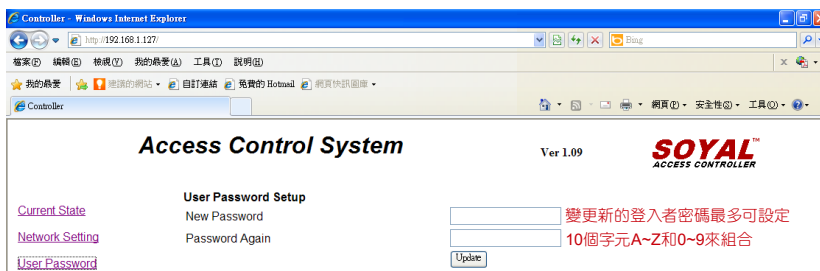 Controller - Windows Internet Explorer
http://192.168.1.127/
Bing
檔案(F) 編輯(E) 檢視(V) 我的最愛(A) 工具(T) 說明(H)
我的最愛 建議的網站 自訂連結 免費的 Hotmail 網頁快訊圖庫
Controller 網頁(P) 安全性(S) 工具(O)
Access Control System Ver 1.09 SOYAL™
ACCESS CONTROLLER
User Password Setup
Current State New Password 變更新的登入者密碼最多可設定
Network Setting Password Again 10個字元A~Z和0~9來組合
User Password Update